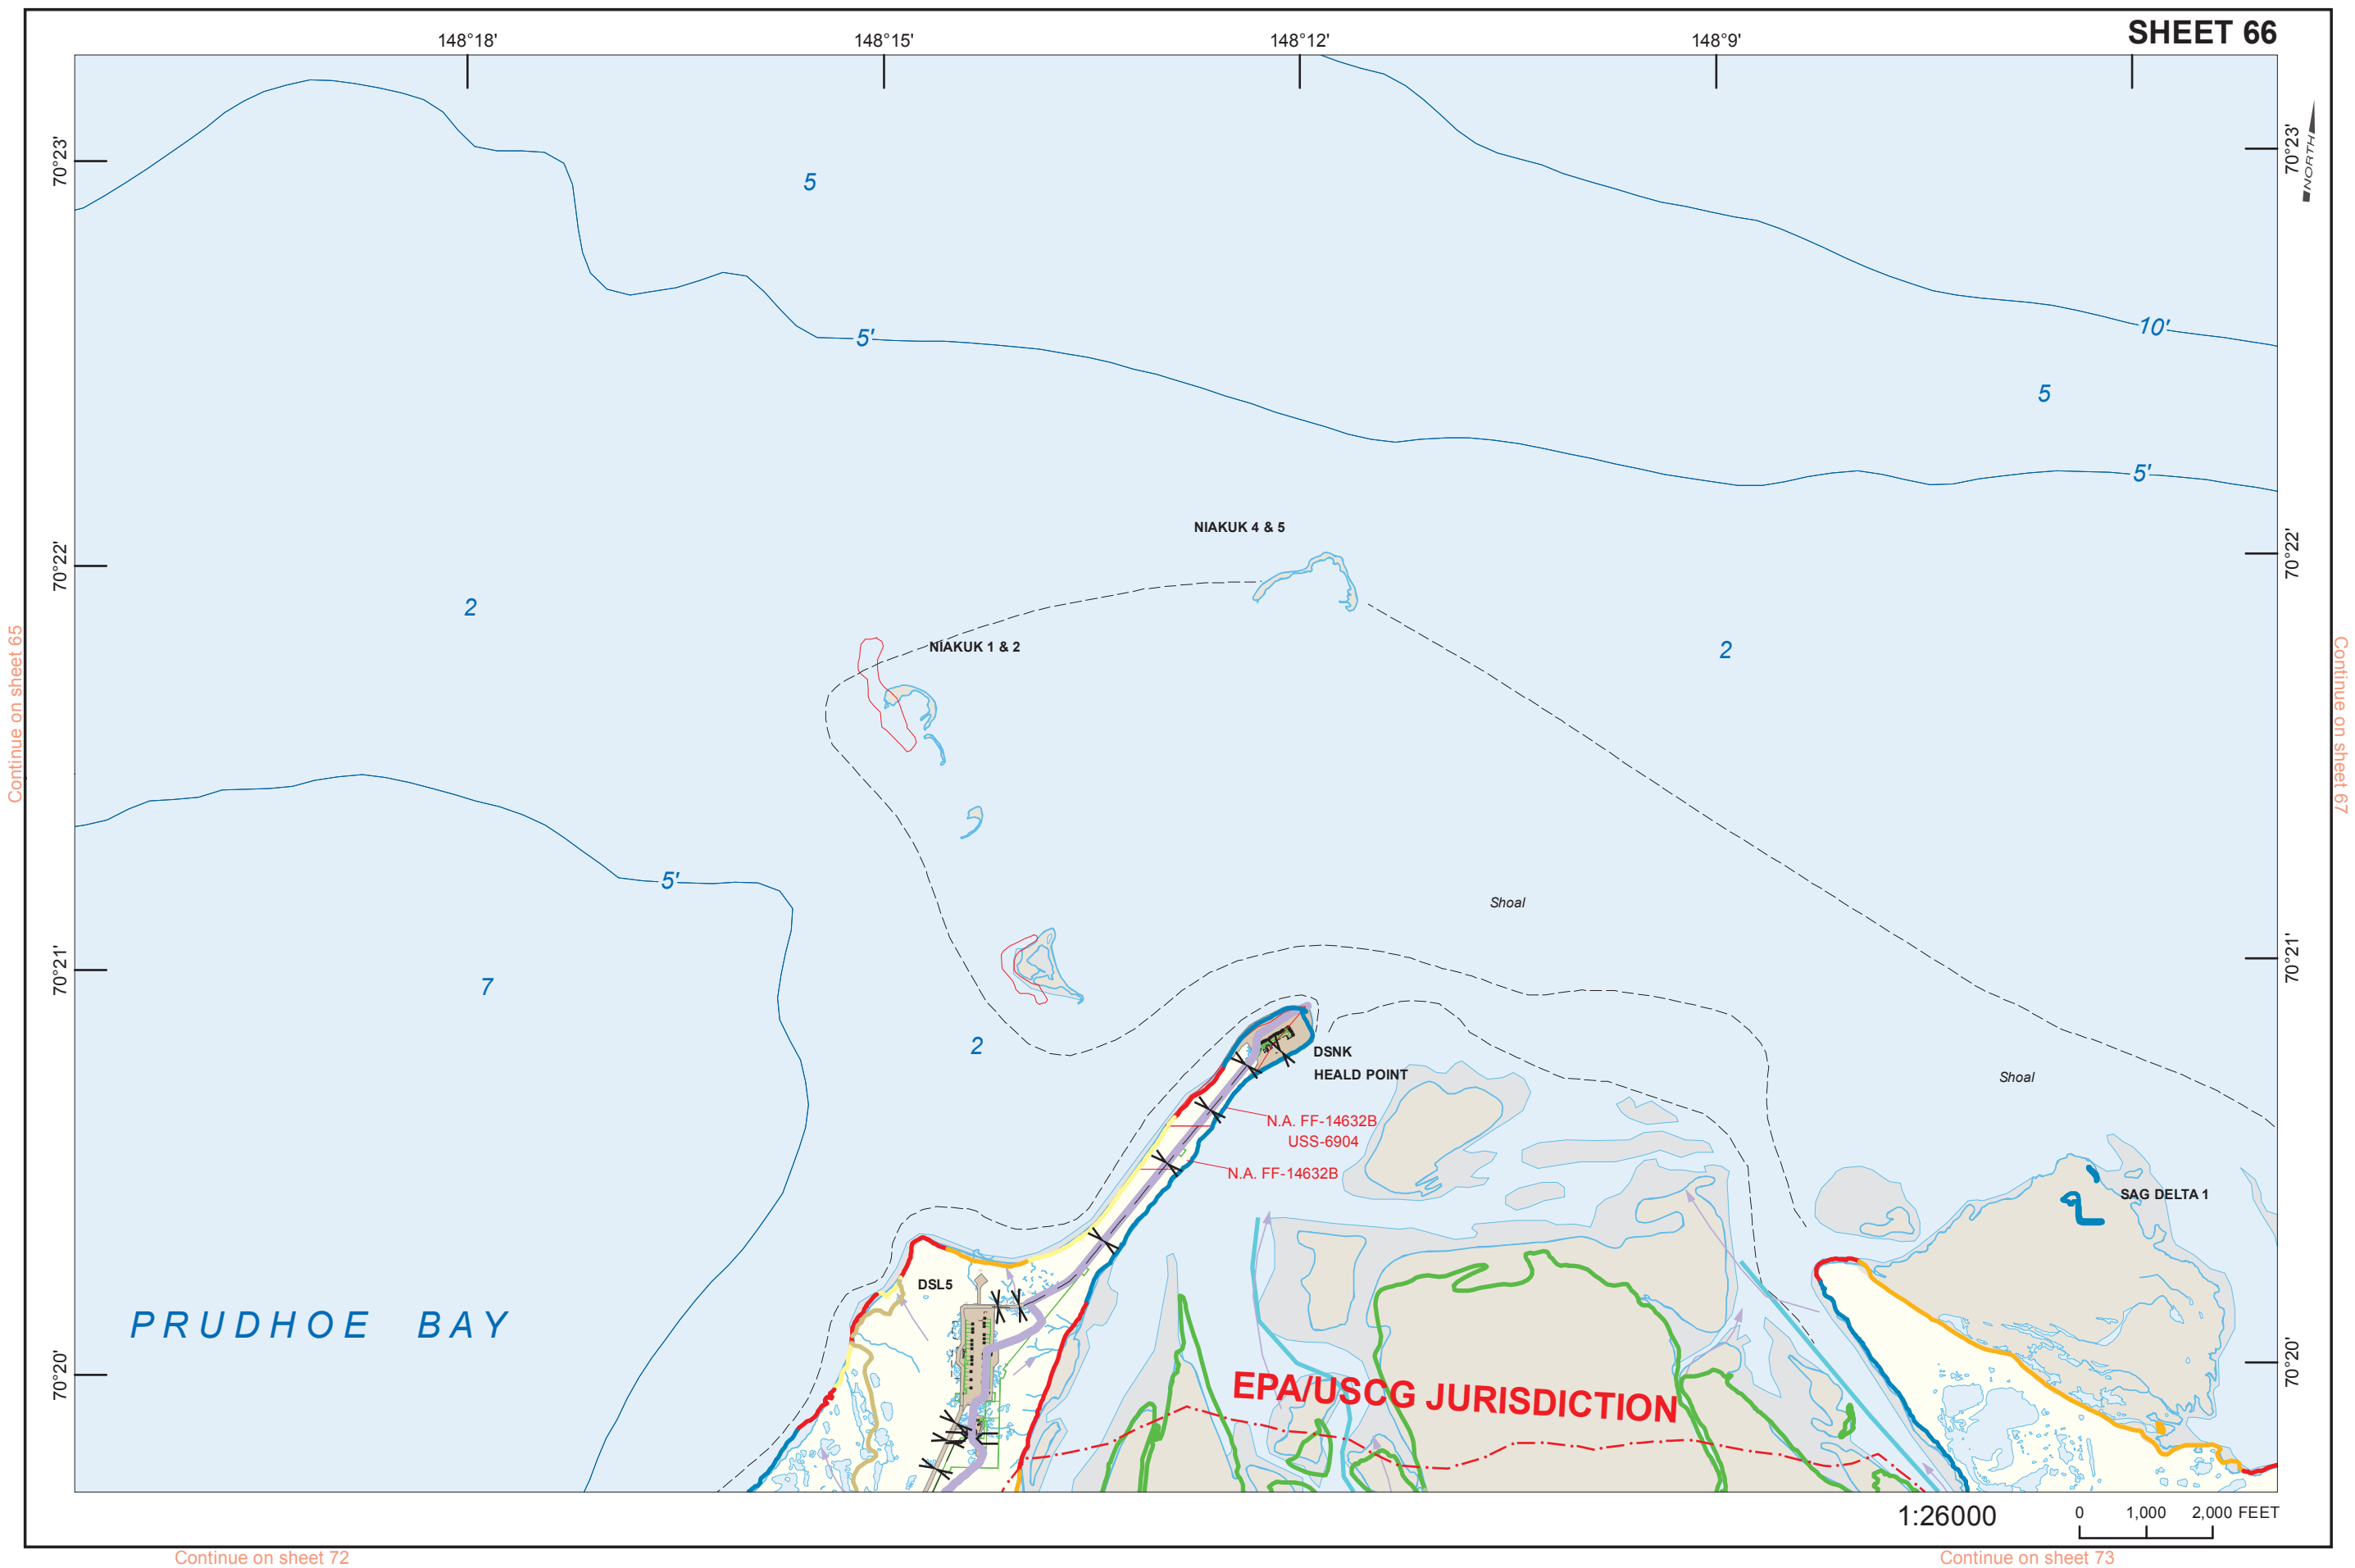 SHEET 66
148°18'
148°15'
148°12'
148°9'
70°23'
70°23'
NORTH
5
5'
10'
5
5'
NIAKUK 4 & 5
70°22'
70°22'
2
NIAKUK 1 & 2
2
Continue on sheet 65
Continue on sheet 67
5'
Shoal
70°21'
70°21'
7
2
DSNK
HEALD POINT
Shoal
N.A. FF-14632B
USS-6904
N.A. FF-14632B
SAG DELTA 1
DSL5
PRUDHOE BAY
70°20'
70°20'
EPA/USCG JURISDICTION
1:26000
0 1,000 2,000 FEET
Continue on sheet 72
Continue on sheet 73